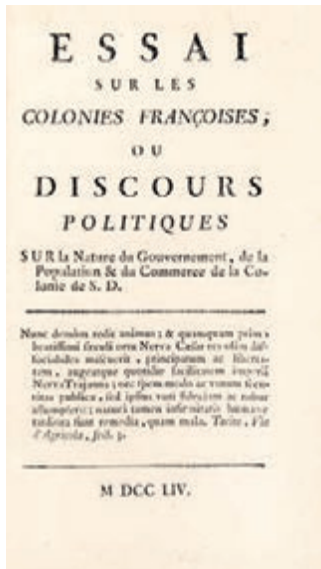 ESSAI
SUR LES
COLONIES FRANÇOISES;
OU
DISCOURS
POLITIQUES
SUR la Nature du Gouvernement, de la
Population & du Commerce de la Co-
lonie de S. D.
Nunc demùm redit animus; & quamquam primo
beatissimi sæculi ortu Nerva Cæsar res olim dis-
sociabiles miscuerit, principatum ac liberta-
tem, augeatque quotidie facilitatem imperii
Nerva Trajanus; nec spem modo ac votum secu-
ritas publica, sed ipsius voti fiduciam ac robur
assumpserit; naturâ tamen infirmitatis humanæ
tardiora sunt remedia, quam mala. Tacite, Vie
d'Agricola, sect. 3.
M DCC LIV.